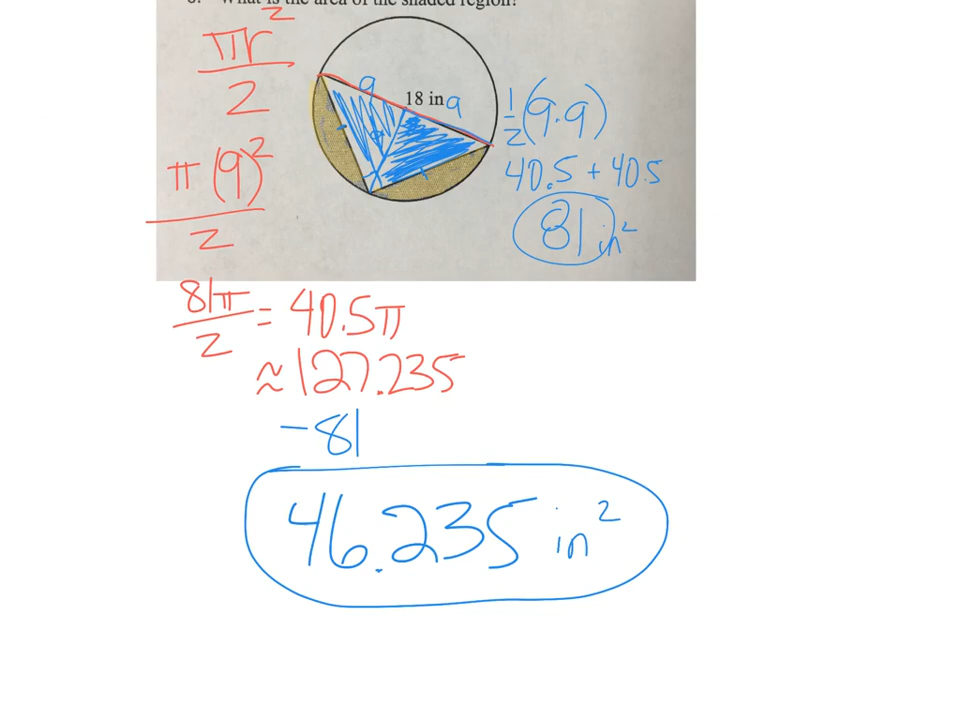 What is the area of the shaded region?
πr²
2
9
18 in
9
½(9·9)
π(9)²
2
40.5 + 40.5
81 in²
81π
2
= 40.5π
≈127.235
-81
46.235 in²